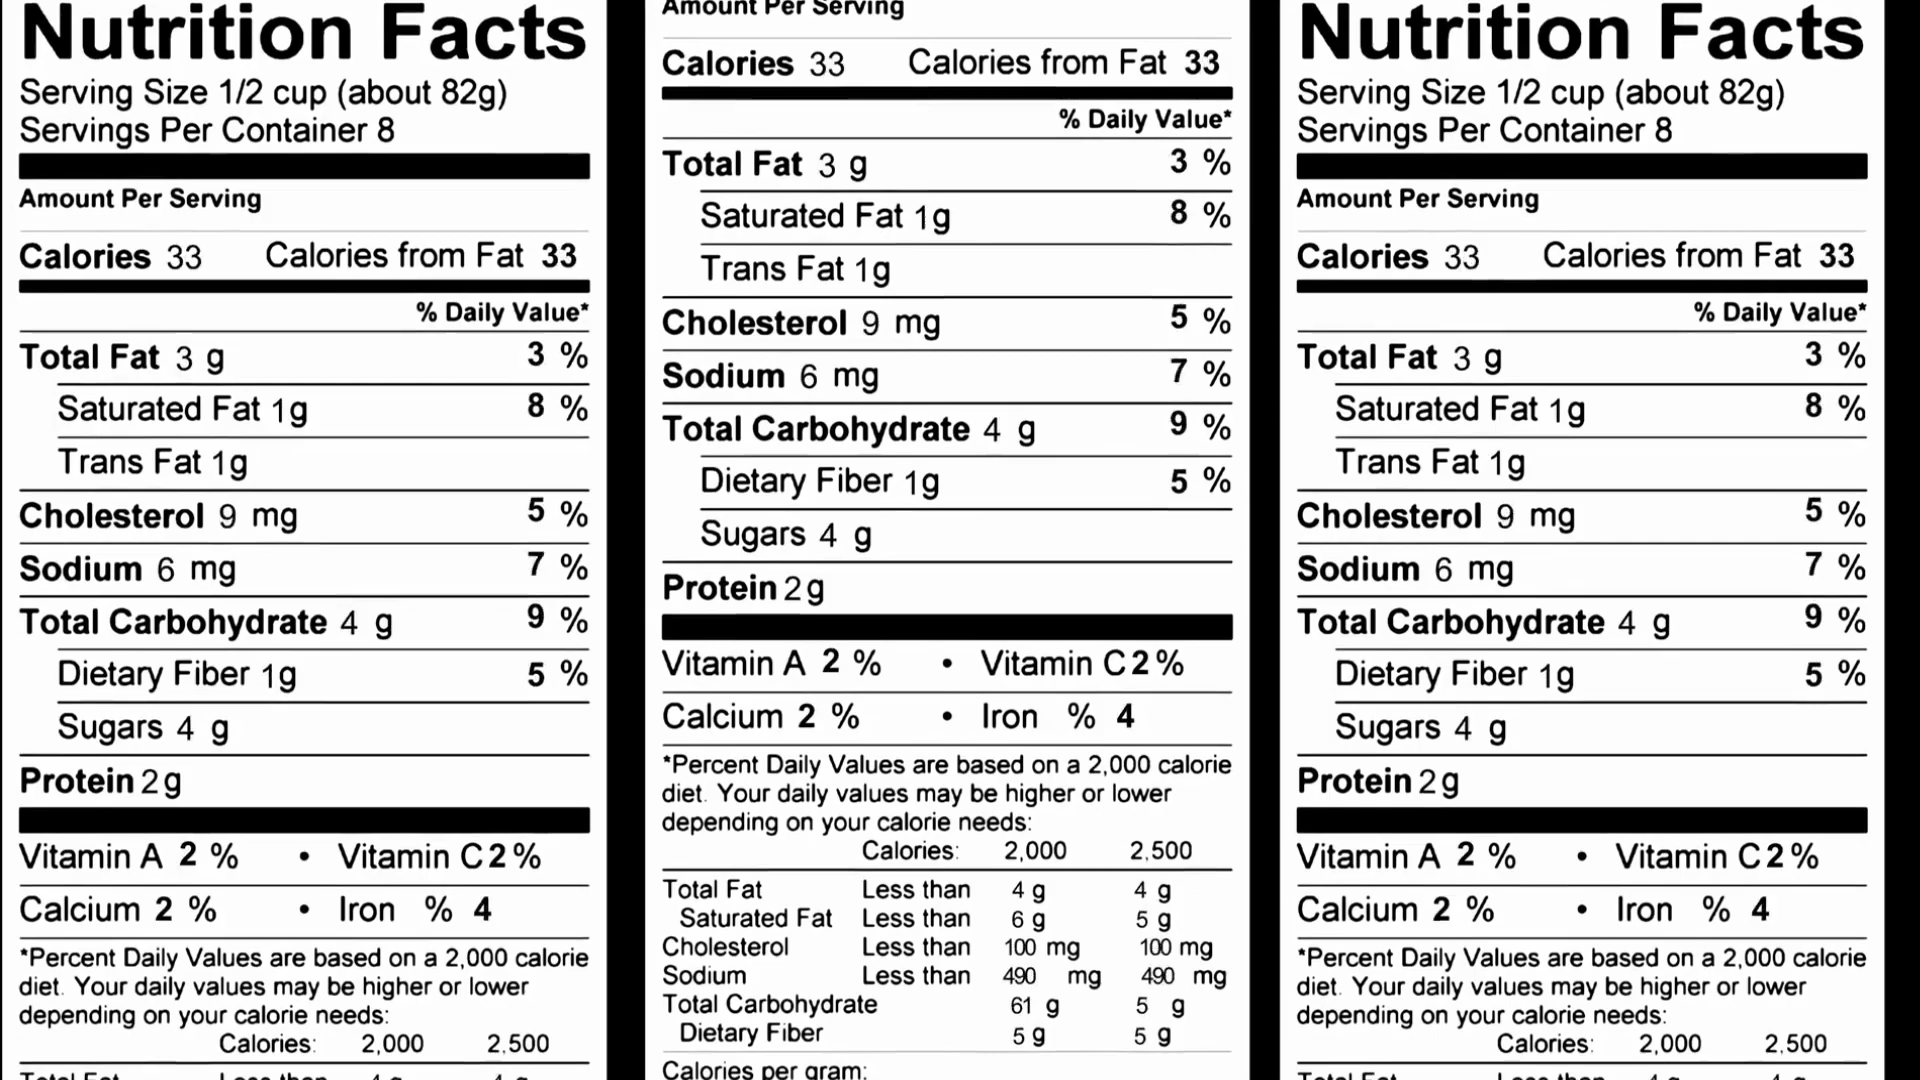 Nutrition Facts
Serving Size 1/2 cup (about 82g)
Servings Per Container 8
Amount Per Serving
Calories 33 Calories from Fat 33
% Daily Value*
Total Fat 3 g 3 %
Saturated Fat 1g 8 %
Trans Fat 1g
Cholesterol 9 mg 5 %
Sodium 6 mg 7 %
Total Carbohydrate 4 g 9 %
Dietary Fiber 1g 5 %
Sugars 4 g
Protein 2g
Vitamin A 2 % • Vitamin C 2%
Calcium 2 % • Iron % 4
*Percent Daily Values are based on a 2,000 calorie
diet. Your daily values may be higher or lower
depending on your calorie needs:
Calories: 2,000 2,500
Total Fat Less than 4 g 4 g
Amount Per Serving
Calories 33 Calories from Fat 33
% Daily Value*
Total Fat 3 g 3 %
Saturated Fat 1g 8 %
Trans Fat 1g
Cholesterol 9 mg 5 %
Sodium 6 mg 7 %
Total Carbohydrate 4 g 9 %
Dietary Fiber 1g 5 %
Sugars 4 g
Protein 2g
Vitamin A 2 % • Vitamin C 2%
Calcium 2 % • Iron % 4
*Percent Daily Values are based on a 2,000 calorie
diet. Your daily values may be higher or lower
depending on your calorie needs:
Calories: 2,000 2,500
Total Fat Less than 4 g 4 g
Saturated Fat Less than 6 g 5 g
Cholesterol Less than 100 mg 100 mg
Sodium Less than 490 mg 490 mg
Total Carbohydrate 61 g 5 g
Dietary Fiber 5 g 5 g
Calories per gram:
Nutrition Facts
Serving Size 1/2 cup (about 82g)
Servings Per Container 8
Amount Per Serving
Calories 33 Calories from Fat 33
% Daily Value*
Total Fat 3 g 3 %
Saturated Fat 1g 8 %
Trans Fat 1g
Cholesterol 9 mg 5 %
Sodium 6 mg 7 %
Total Carbohydrate 4 g 9 %
Dietary Fiber 1g 5 %
Sugars 4 g
Protein 2g
Vitamin A 2 % • Vitamin C 2%
Calcium 2 % • Iron % 4
*Percent Daily Values are based on a 2,000 calorie
diet. Your daily values may be higher or lower
depending on your calorie needs:
Calories: 2,000 2,500
Total Fat Less than 4 g 4 g